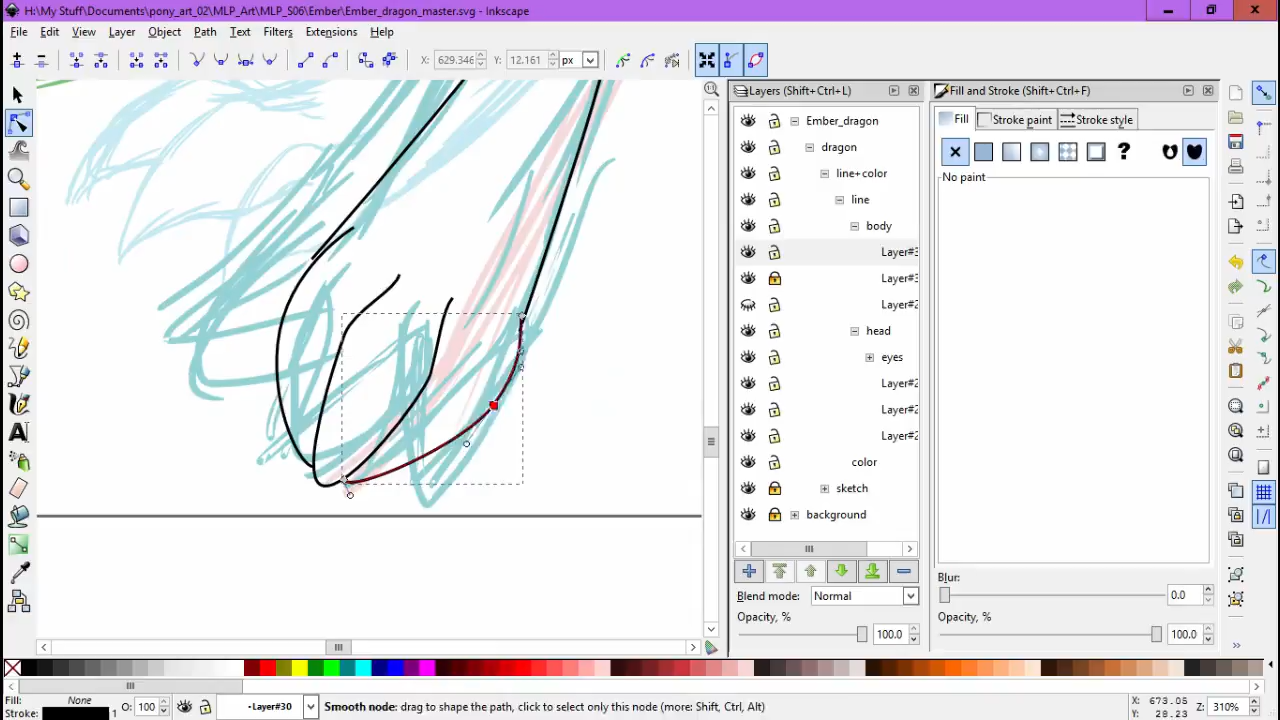 H:\My Stuff\Documents\pony_art_02\MLP_Art\MLP_S06\Ember\Ember_dragon_master.svg - Inkscape
File Edit View Layer Object Path Text Filters Extensions Help
X: 629.346 Y: 12.161 px
Layers (Shift+Ctrl+L)
Fill and Stroke (Shift+Ctrl+F)
Ember_dragon
Fill Stroke paint Stroke style
dragon
?
line+color
No paint
line
body
Layer#3
Layer#3
Layer#2
head
eyes
Layer#2
Layer#2
Layer#2
color
sketch
background
Blur:
0.0
Blend mode: Normal
Opacity, %
Opacity, %
100.0
100.0
Fill: None
Stroke: 1
O: 100
•Layer#30
Smooth node: drag to shape the path, click to select only this node (more: Shift, Ctrl, Alt)
X: 673.05
Y: 28.23
Z: 310%